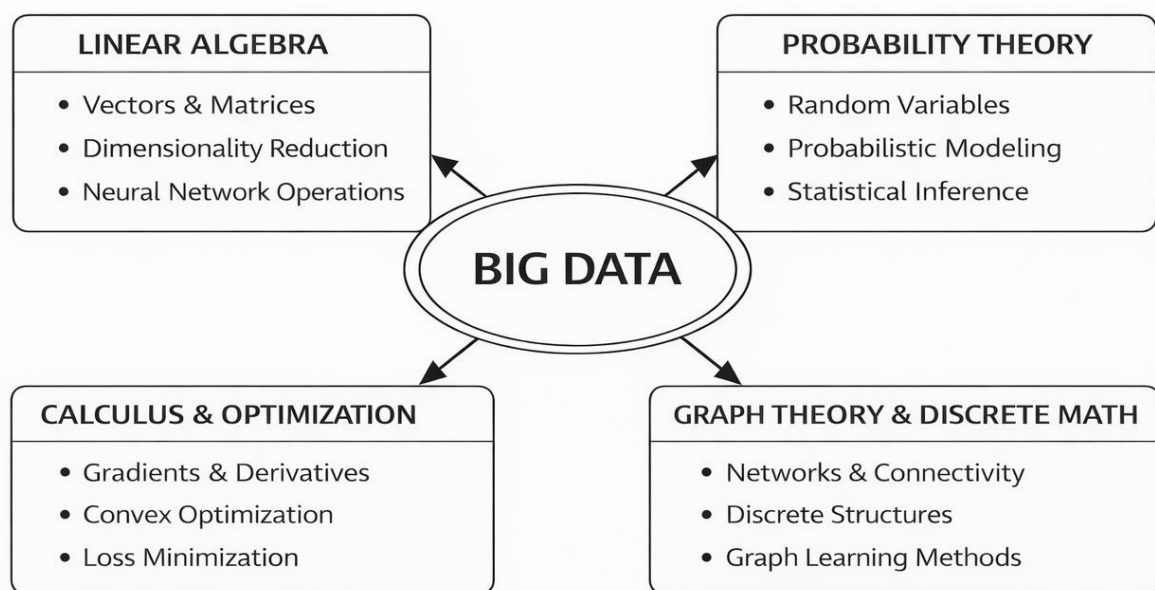 LINEAR ALGEBRA
• Vectors & Matrices
• Dimensionality Reduction
• Neural Network Operations
PROBABILITY THEORY
• Random Variables
• Probabilistic Modeling
• Statistical Inference
BIG DATA
CALCULUS & OPTIMIZATION
• Gradients & Derivatives
• Convex Optimization
• Loss Minimization
GRAPH THEORY & DISCRETE MATH
• Networks & Connectivity
• Discrete Structures
• Graph Learning Methods